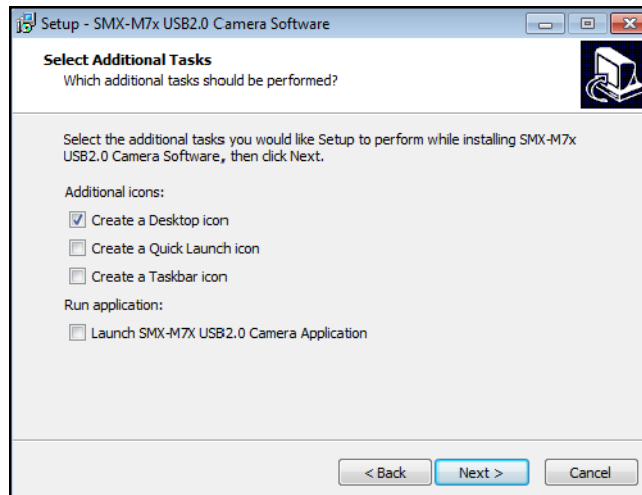 Setup - SMX-M7x USB2.0 Camera Software
Select Additional Tasks
Which additional tasks should be performed?
Select the additional tasks you would like Setup to perform while installing SMX-M7x
USB2.0 Camera Software, then click Next.
Additional icons:
Create a Desktop icon
Create a Quick Launch icon
Create a Taskbar icon
Run application:
Launch SMX-M7X USB2.0 Camera Application
< Back Next > Cancel